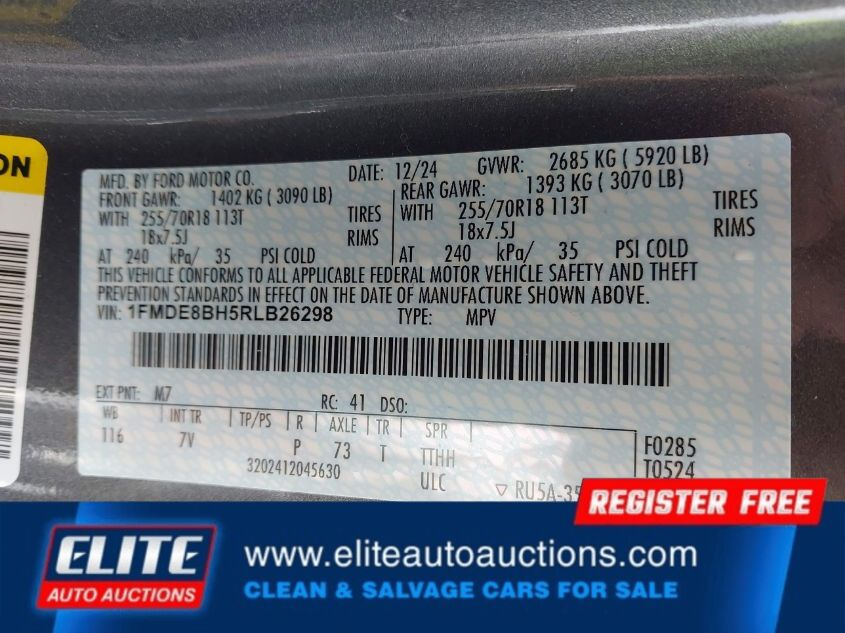 ON
MFD. BY FORD MOTOR CO.
DATE: 12/24 GVWR: 2685 KG ( 5920 LB)
FRONT GAWR: 1402 KG ( 3090 LB)
WITH 255/70R18 113T TIRES
18x7.5J RIMS
AT 240 kPa/ 35 PSI COLD
REAR GAWR: 1393 KG ( 3070 LB)
WITH 255/70R18 113T TIRES
18x7.5J RIMS
AT 240 kPa/ 35 PSI COLD
THIS VEHICLE CONFORMS TO ALL APPLICABLE FEDERAL MOTOR VEHICLE SAFETY AND THEFT
PREVENTION STANDARDS IN EFFECT ON THE DATE OF MANUFACTURE SHOWN ABOVE.
VIN: 1FMDE8BH5RLB26298 TYPE: MPV
EXT PNT: M7 RC: 41 DSO:
WB INT TR TP/PS R AXLE TR SPR
116 7V P 73 T TTHH
3202412045630 ULC
F0285
T0524
▽ RU5A-35
REGISTER FREE
ELITE
AUTO AUCTIONS
www.eliteautoauctions.com
CLEAN & SALVAGE CARS FOR SALE